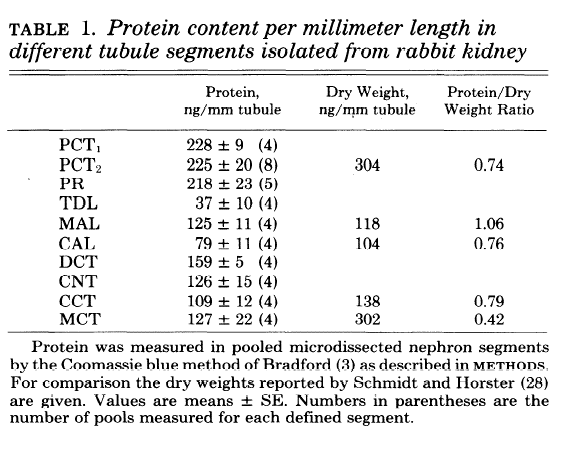 TABLE 1. Protein content per millimeter length in
different tubule segments isolated from rabbit kidney
Protein, Dry Weight, Protein/Dry
ng/mm tubule ng/mm tubule Weight Ratio
PCT₁ 228 ± 9 (4)
PCT₂ 225 ± 20 (8) 304 0.74
PR 218 ± 23 (5)
TDL 37 ± 10 (4)
MAL 125 ± 11 (4) 118 1.06
CAL 79 ± 11 (4) 104 0.76
DCT 159 ± 5 (4)
CNT 126 ± 15 (4)
CCT 109 ± 12 (4) 138 0.79
MCT 127 ± 22 (4) 302 0.42
Protein was measured in pooled microdissected nephron segments
by the Coomassie blue method of Bradford (3) as described in METHODS.
For comparison the dry weights reported by Schmidt and Horster (28)
are given. Values are means ± SE. Numbers in parentheses are the
number of pools measured for each defined segment.